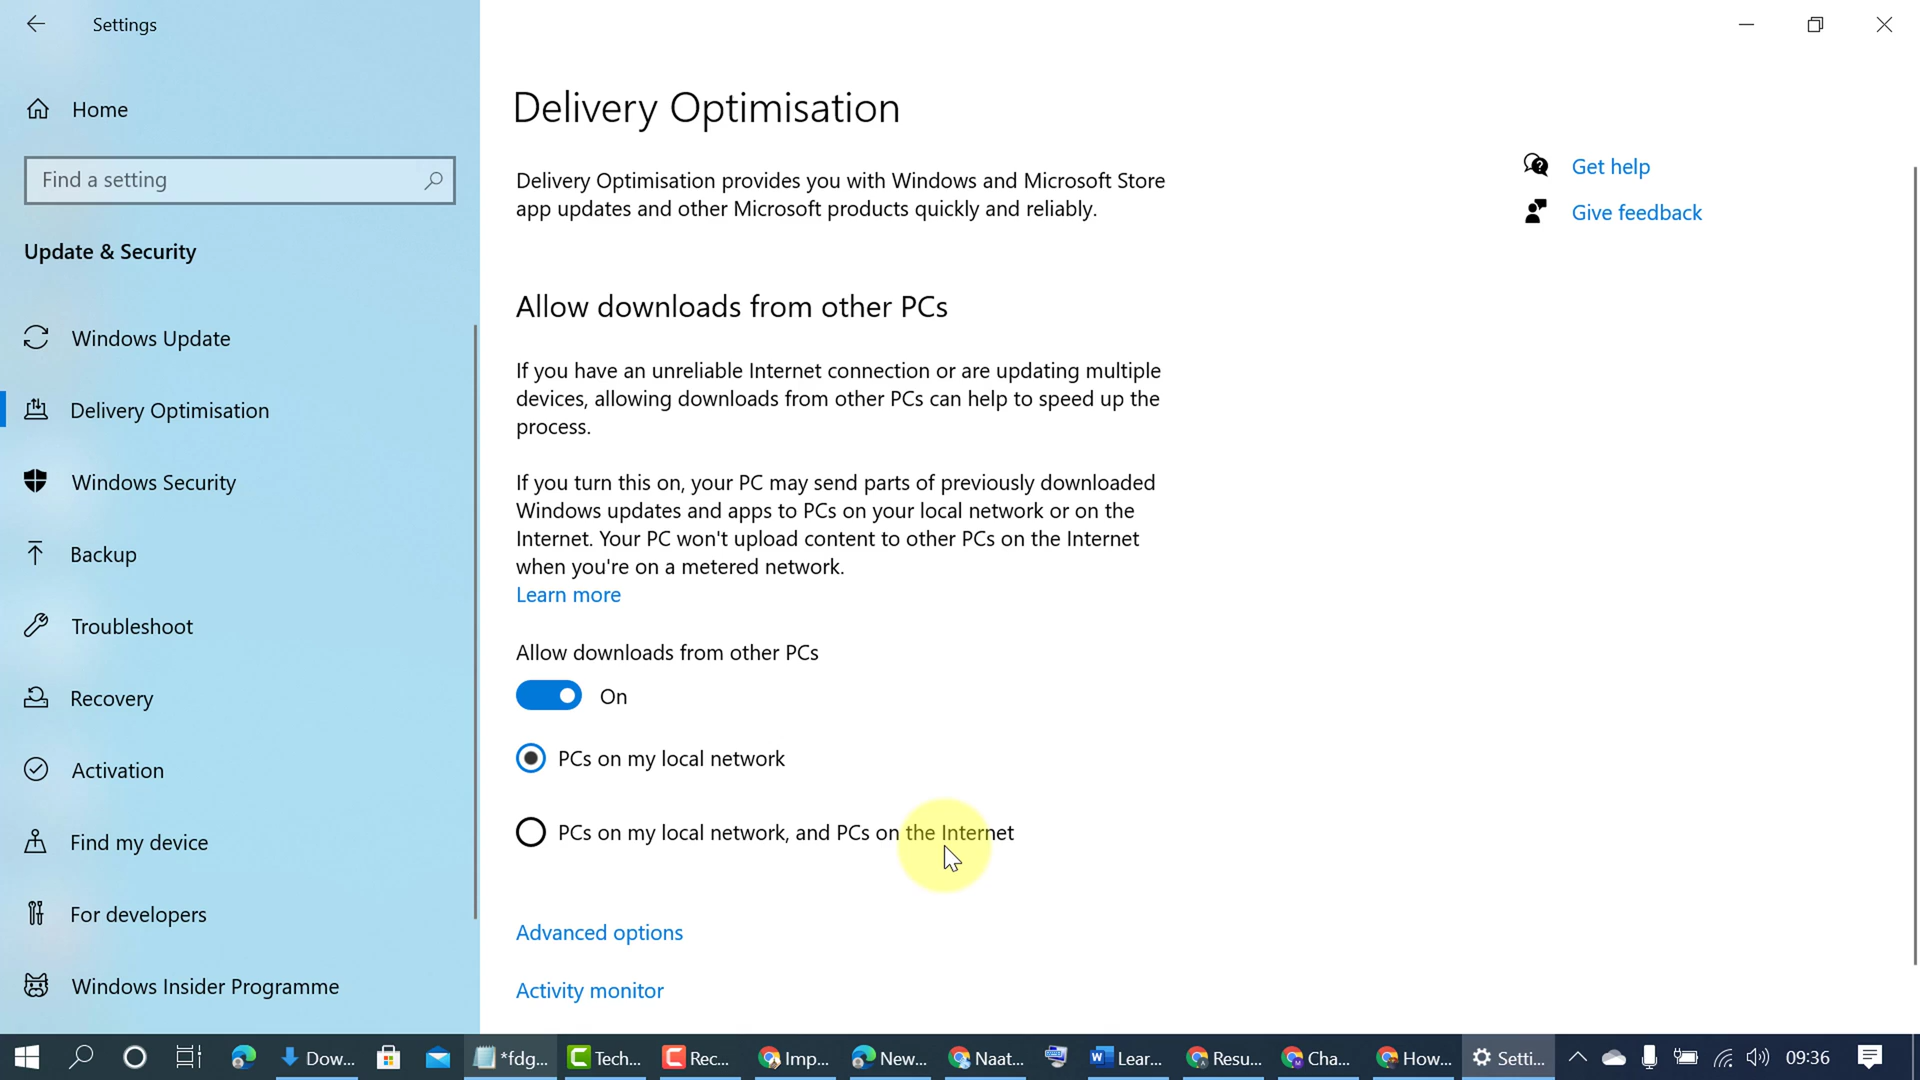 Settings
Home
Find a setting
Update & Security
Windows Update
Delivery Optimisation
Windows Security
Backup
Troubleshoot
Recovery
Activation
Find my device
For developers
Windows Insider Programme
Delivery Optimisation
Delivery Optimisation provides you with Windows and Microsoft Store
app updates and other Microsoft products quickly and reliably.
Allow downloads from other PCs
If you have an unreliable Internet connection or are updating multiple
devices, allowing downloads from other PCs can help to speed up the
process.
If you turn this on, your PC may send parts of previously downloaded
Windows updates and apps to PCs on your local network or on the
Internet. Your PC won't upload content to other PCs on the Internet
when you're on a metered network.
Learn more
Allow downloads from other PCs
On
PCs on my local network
PCs on my local network, and PCs on the Internet
Advanced options
Activity monitor
Get help
Give feedback
Dow...
*fdg...
Tech...
Rec...
Imp...
New...
Naat...
Lear...
Resu...
Cha...
How...
Setti...
09:36